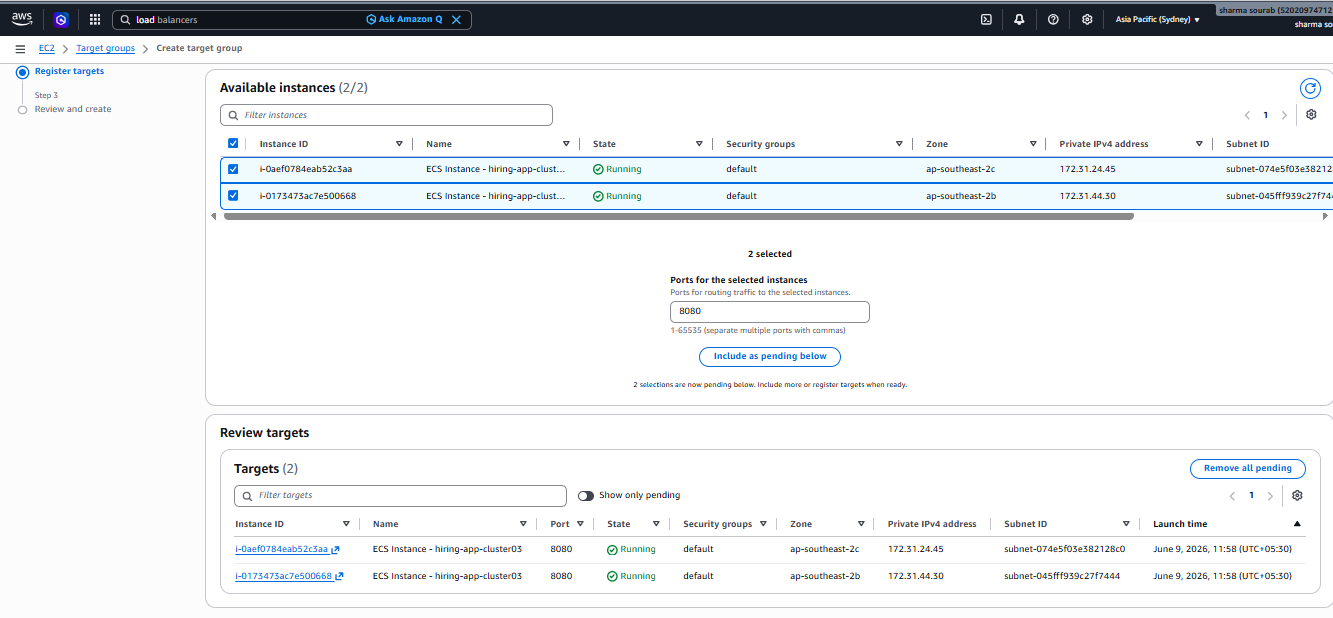 aws
load balancers
Ask Amazon Q
Asia Pacific (Sydney)
sharma sourab (5202097471
sharma so
EC2 > Target groups > Create target group
Register targets
Step 3
Review and create
Available instances (2/2)
Filter instances
1
Instance ID Name State Security groups Zone Private IPv4 address Subnet ID
i-0aef0784eab52c3aa ECS Instance - hiring-app-clust... Running default ap-southeast-2c 172.31.24.45 subnet-074e5f03e38212
i-0173473ac7e500668 ECS Instance - hiring-app-clust... Running default ap-southeast-2b 172.31.44.30 subnet-045fff939c27f74
2 selected
Ports for the selected instances
Ports for routing traffic to the selected instances.
8080
1-65535 (separate multiple ports with commas)
Include as pending below
2 selections are now pending below. Include more or register targets when ready.
Review targets
Targets (2)
Remove all pending
Filter targets
Show only pending
1
Instance ID Name Port State Security groups Zone Private IPv4 address Subnet ID Launch time
i-0aef0784eab52c3aa ECS Instance - hiring-app-cluster03 8080 Running default ap-southeast-2c 172.31.24.45 subnet-074e5f03e382128c0 June 9, 2026, 11:58 (UTC+05:30)
i-0173473ac7e500668 ECS Instance - hiring-app-cluster03 8080 Running default ap-southeast-2b 172.31.44.30 subnet-045fff939c27f7444 June 9, 2026, 11:58 (UTC+05:30)